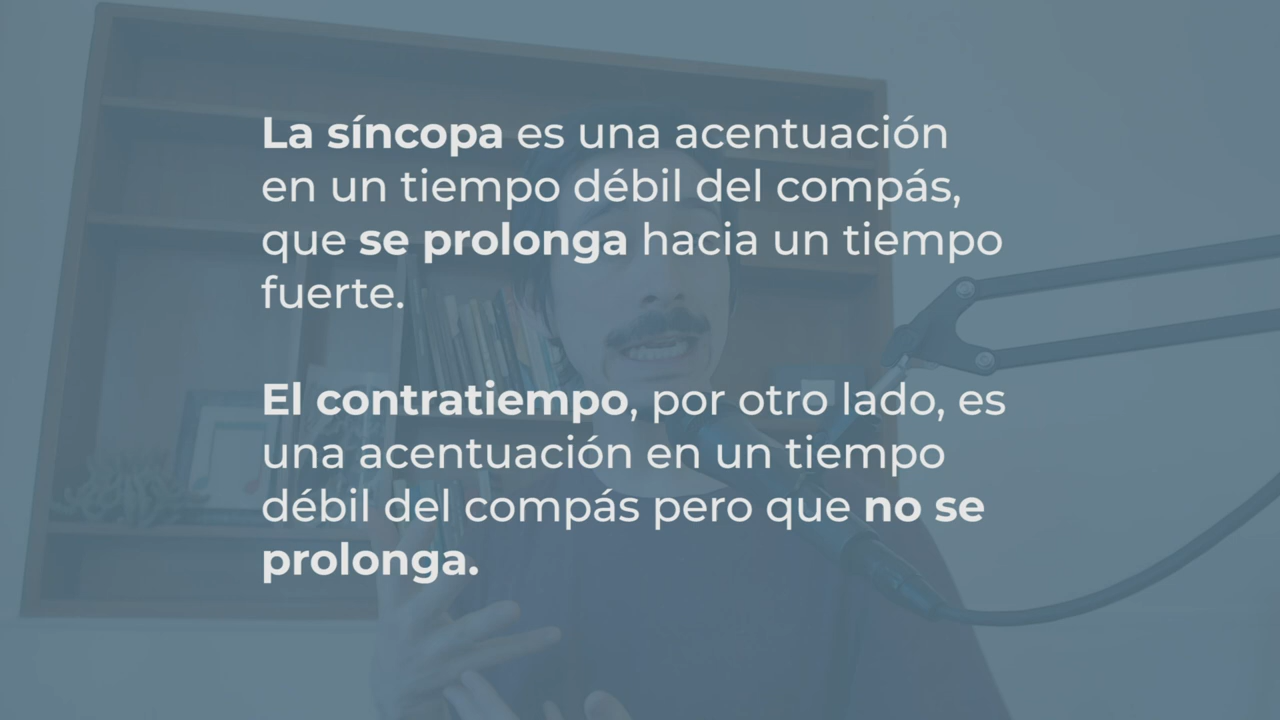 La síncopa es una acentuación
en un tiempo débil del compás,
que se prolonga hacia un tiempo
fuerte.
El contratiempo, por otro lado, es
una acentuación en un tiempo
débil del compás pero que no se
prolonga.